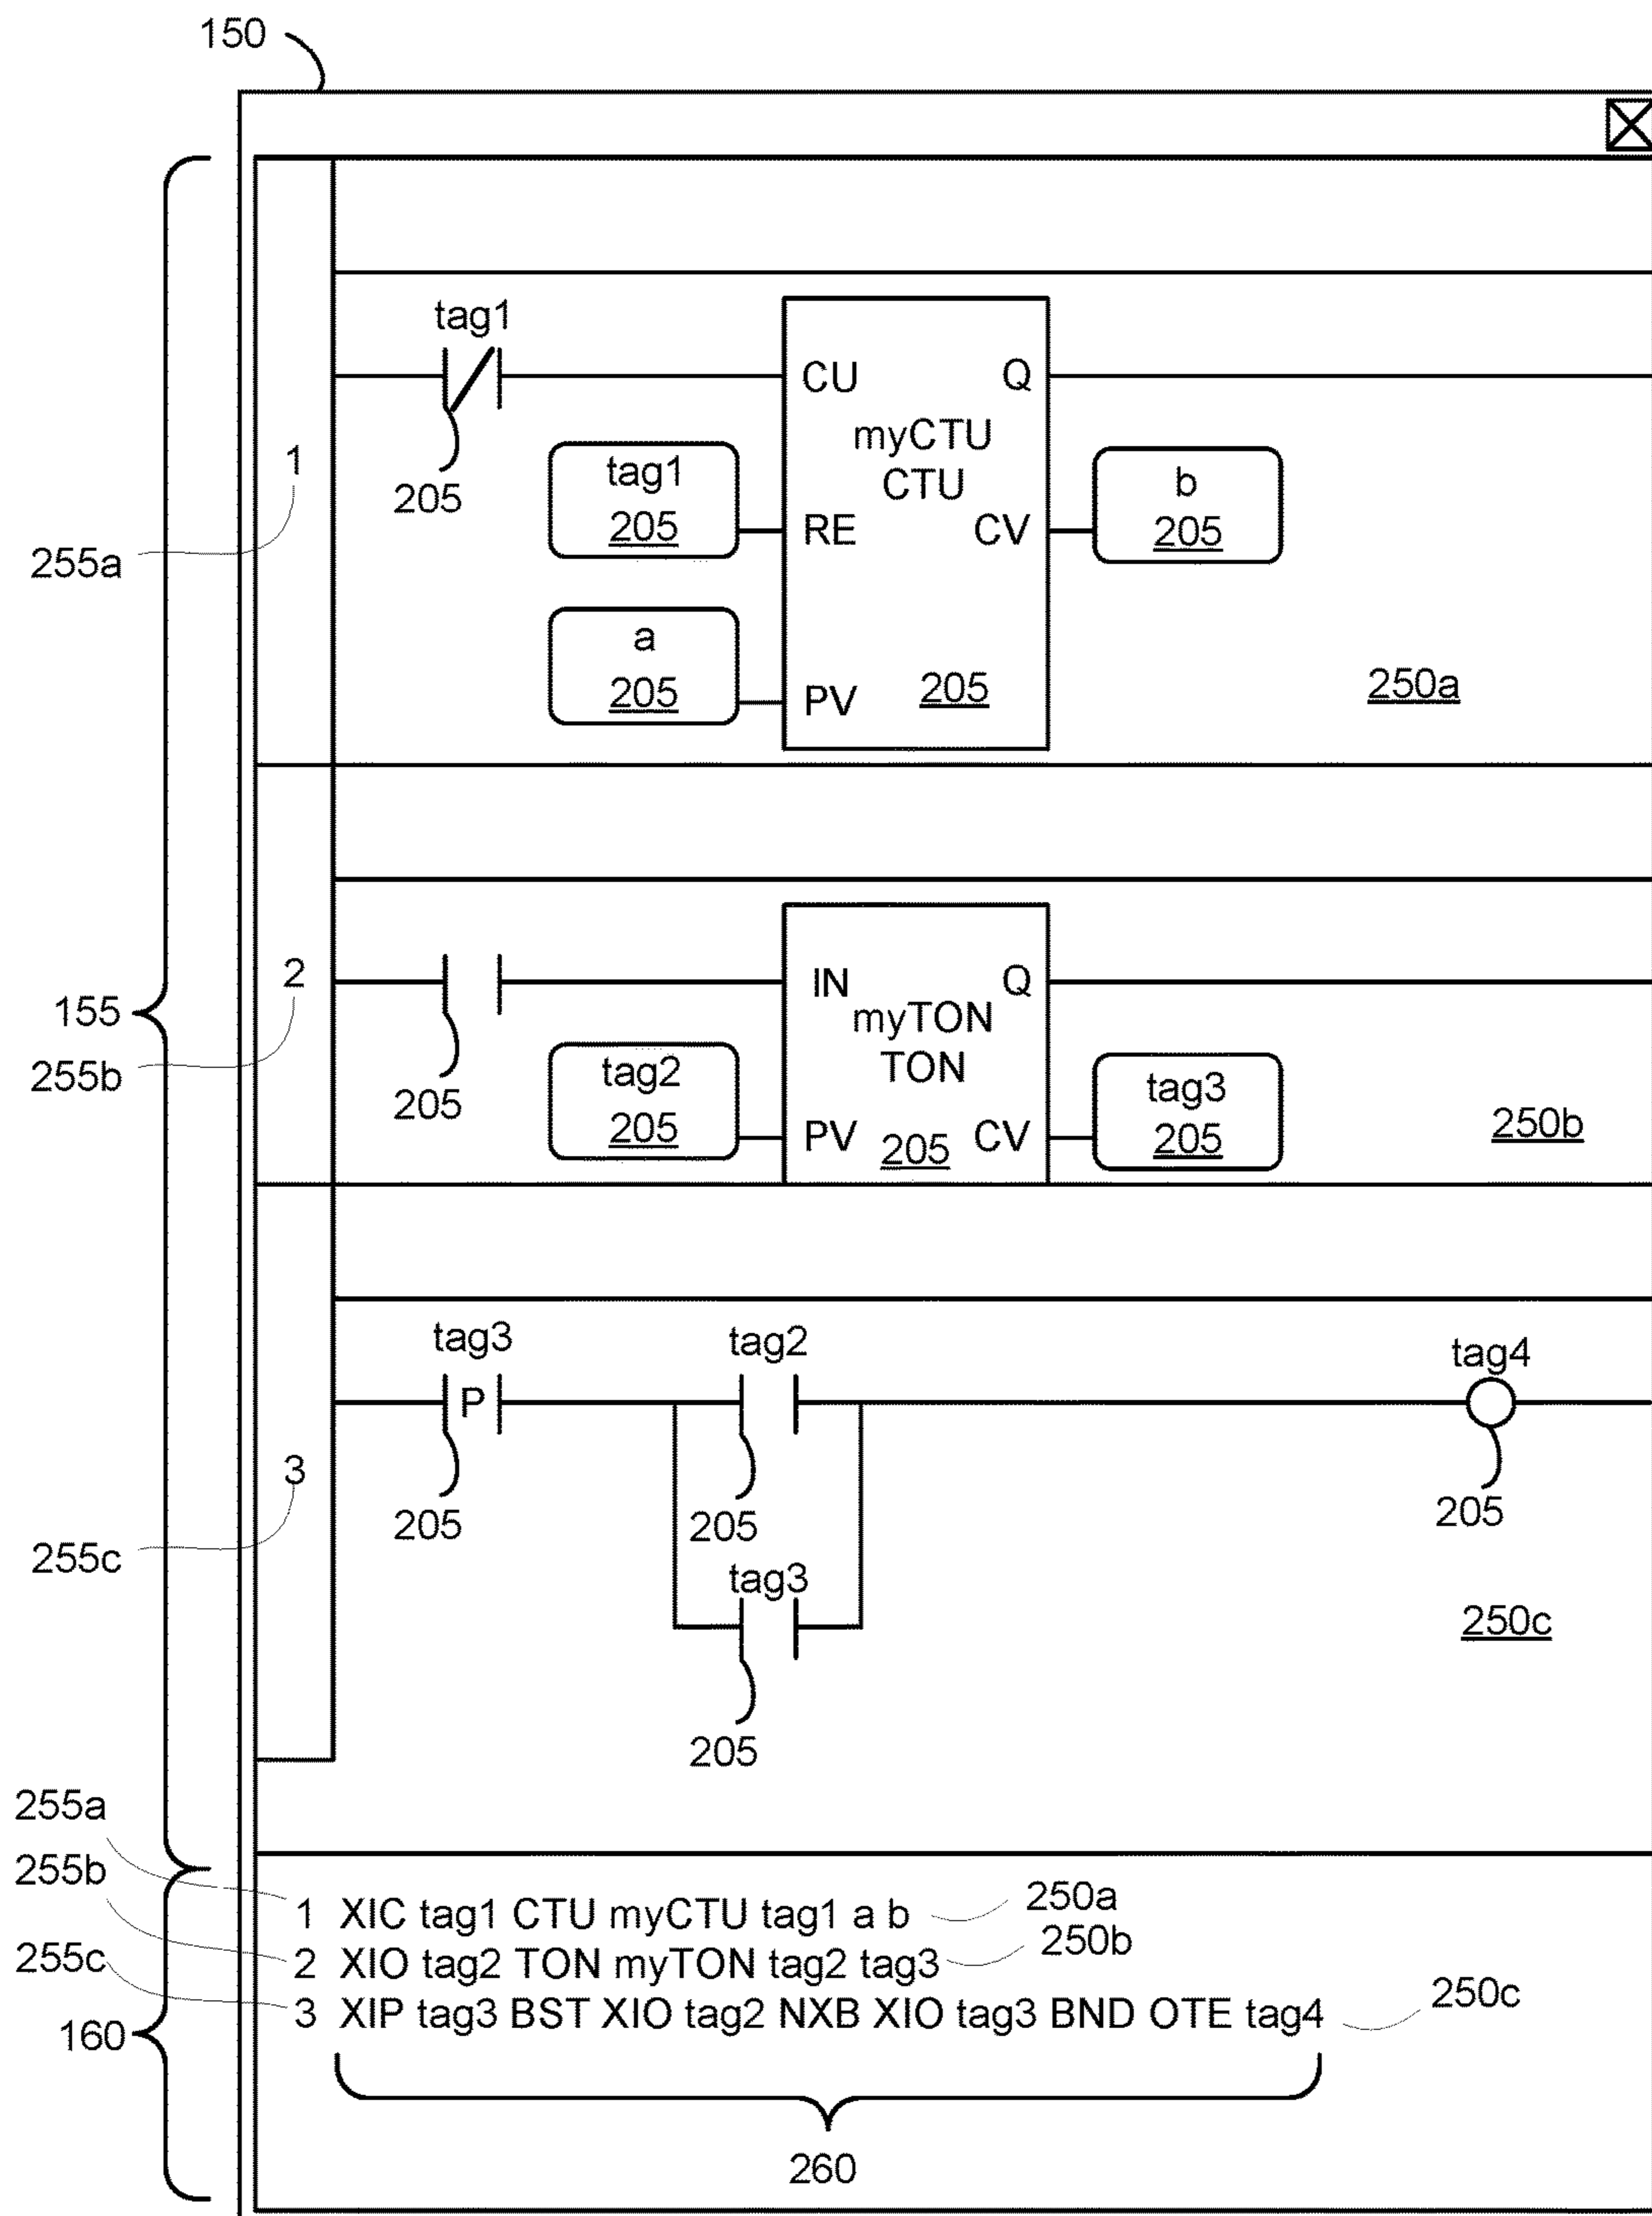 150
tag1
CU Q
myCTU
CTU
1
205
tag1
205
RE CV
b
205
255a
a
205
PV
205
250a
2
IN Q
myTON
TON
155
255b
205
tag2
205
PV 205 CV
tag3
205
250b
tag3
tag2
tag4
P
3
205
205
205
255c
tag3
250c
205
255a
255b
255c
1 XIC tag1 CTU myCTU tag1 a b 250a
2 XIO tag2 TON myTON tag2 tag3 250b
3 XIP tag3 BST XIO tag2 NXB XIO tag3 BND OTE tag4 250c
160
260